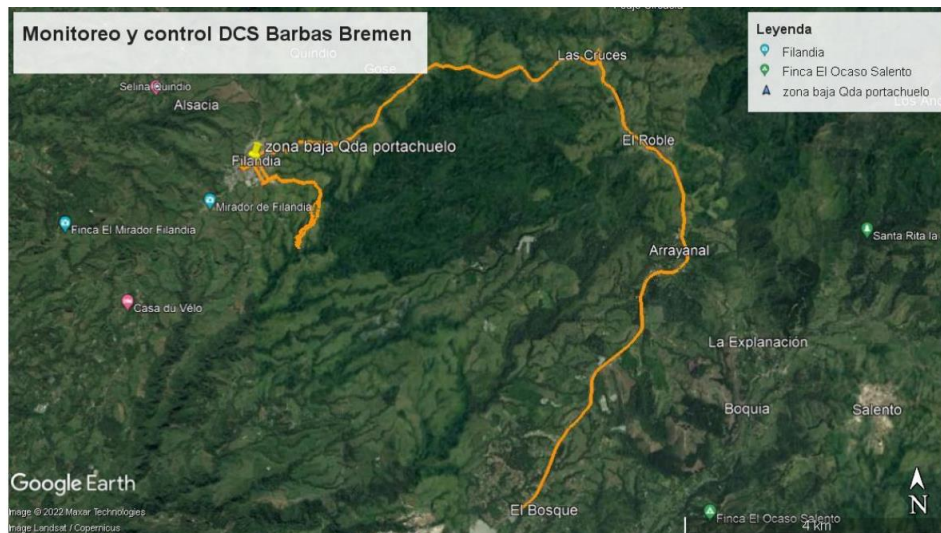 Monitoreo y control DCS Barbas Bremen
Leyenda
Filandia
Finca El Ocaso Salento
zona baja Qda portachuelo
Quindío
Las Cruces
Selina Quindio
Alsacia
zona baja Qda portachuelo
Filandia
El Roble
Mirador de Filandia
Finca El Mirador Filandia
Arrayanal
Santa Rita la
Casa du Vélo
La Explanación
Boquia
Salento
Google Earth
Image © 2022 Maxar Technologies
Image Landsat / Copernicus
El Bosque
Finca El Ocaso Salento
4 km
N